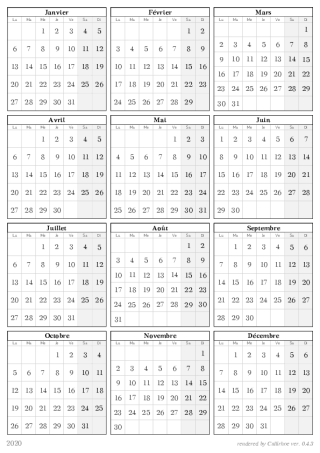 Janvier Février Mars
Lu Ma Me Je Ve Sa Di Lu Ma Me Je Ve Sa Di Lu Ma Me Je Ve Sa Di
1 2 3 4 5 1 2 1
6 7 8 9 10 11 12 3 4 5 6 7 8 9 2 3 4 5 6 7 8
13 14 15 16 17 18 19 10 11 12 13 14 15 16 9 10 11 12 13 14 15
20 21 22 23 24 25 26 17 18 19 20 21 22 23 16 17 18 19 20 21 22
27 28 29 30 31 24 25 26 27 28 29 23 24 25 26 27 28 29
30 31
Avril Mai Juin
Lu Ma Me Je Ve Sa Di Lu Ma Me Je Ve Sa Di Lu Ma Me Je Ve Sa Di
1 2 3 4 5 1 2 3 1 2 3 4 5 6 7
6 7 8 9 10 11 12 4 5 6 7 8 9 10 8 9 10 11 12 13 14
13 14 15 16 17 18 19 11 12 13 14 15 16 17 15 16 17 18 19 20 21
20 21 22 23 24 25 26 18 19 20 21 22 23 24 22 23 24 25 26 27 28
27 28 29 30 25 26 27 28 29 30 31 29 30
Juillet Août Septembre
Lu Ma Me Je Ve Sa Di Lu Ma Me Je Ve Sa Di Lu Ma Me Je Ve Sa Di
1 2 3 4 5 1 2 1 2 3 4 5 6
6 7 8 9 10 11 12 3 4 5 6 7 8 9 7 8 9 10 11 12 13
13 14 15 16 17 18 19 10 11 12 13 14 15 16 14 15 16 17 18 19 20
20 21 22 23 24 25 26 17 18 19 20 21 22 23 21 22 23 24 25 26 27
27 28 29 30 31 24 25 26 27 28 29 30 28 29 30
31
Octobre Novembre Décembre
Lu Ma Me Je Ve Sa Di Lu Ma Me Je Ve Sa Di Lu Ma Me Je Ve Sa Di
1 2 3 4 1 1 2 3 4 5 6
5 6 7 8 9 10 11 2 3 4 5 6 7 8 7 8 9 10 11 12 13
12 13 14 15 16 17 18 9 10 11 12 13 14 15 14 15 16 17 18 19 20
19 20 21 22 23 24 25 16 17 18 19 20 21 22 21 22 23 24 25 26 27
26 27 28 29 30 31 23 24 25 26 27 28 29 28 29 30 31
30
2020 rendered by Callirhoe ver. 0.4.3